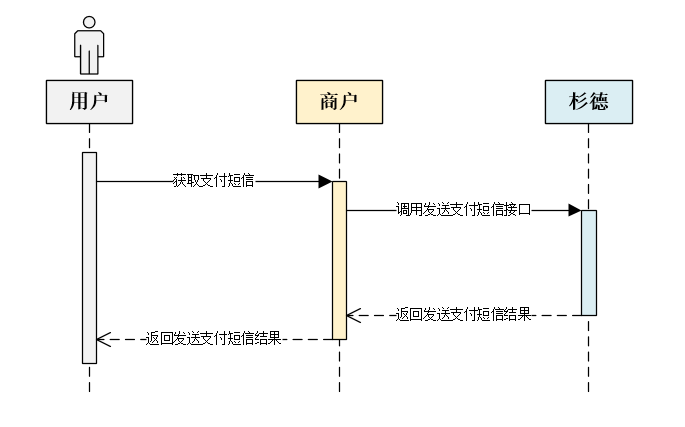 用户
商户
杉德
获取支付短信
调用发送支付短信接口
返回发送支付短信结果
返回发送支付短信结果